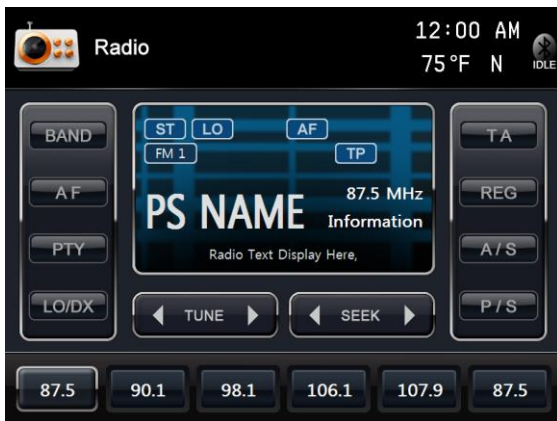 Radio
12:00 AM
75°F N
IDLE
BAND
AF
PTY
LO/DX
ST LO AF
FM 1 TP
PS NAME
87.5 MHz
Information
Radio Text Display Here,
TA
REG
A/S
P/S
TUNE
SEEK
87.5 90.1 98.1 106.1 107.9 87.5